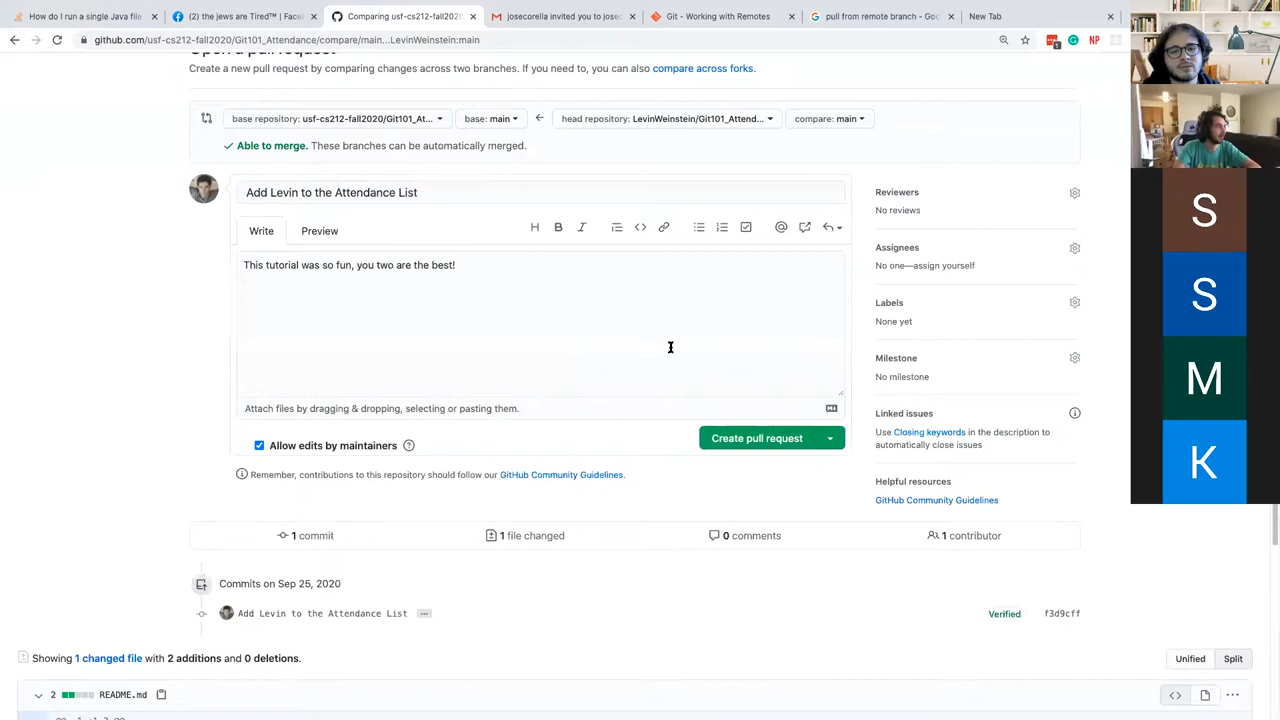 How do I run a single Java file
(2) the jews are Tired™ | Face
Comparing usf-cs212-fall2020
josecorella invited you to josec
Git - Working with Remotes
pull from remote branch - Goo
New Tab
github.com/usf-cs212-fall2020/Git101_Attendance/compare/main...LevinWeinstein:main
NP
Create a new pull request by comparing changes across two branches. If you need to, you can also compare across forks.
base repository: usf-cs212-fall2020/Git101_At... base: main head repository: LevinWeinstein/Git101_Attend... compare: main
Able to merge. These branches can be automatically merged.
Add Levin to the Attendance List
Write Preview
This tutorial was so fun, you two are the best!
Attach files by dragging & dropping, selecting or pasting them.
Allow edits by maintainers
Create pull request
Remember, contributions to this repository should follow our GitHub Community Guidelines.
Reviewers
No reviews
Assignees
No one—assign yourself
Labels
None yet
Milestone
No milestone
Linked issues
Use Closing keywords in the description to
automatically close issues
Helpful resources
GitHub Community Guidelines
1 commit 1 file changed 0 comments 1 contributor
Commits on Sep 25, 2020
Add Levin to the Attendance List ... Verified f3d9cff
Showing 1 changed file with 2 additions and 0 deletions.
Unified Split
2 README.md
S
S
M
K